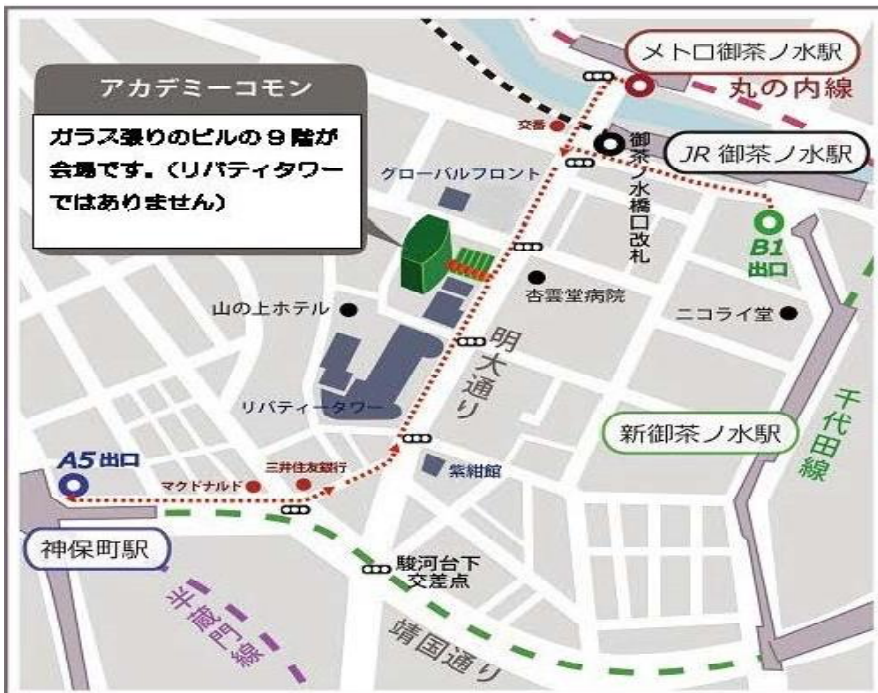 メトロ御茶ノ水駅
丸の内線
アカデミーコモン
ガラス張りのビルの9階が
会場です。(リバティタワー
ではありません)
交番
JR 御茶ノ水駅
御茶ノ水橋口改札
グローバルフロント
B1
出口
杏雲堂病院
山の上ホテル
ニコライ堂
明大通り
リバティータワー
千代田線
新御茶ノ水駅
A5 出口
三井住友銀行
マクドナルド
紫紺館
神保町駅
駿河台下
交差点
半蔵門線
靖国通り